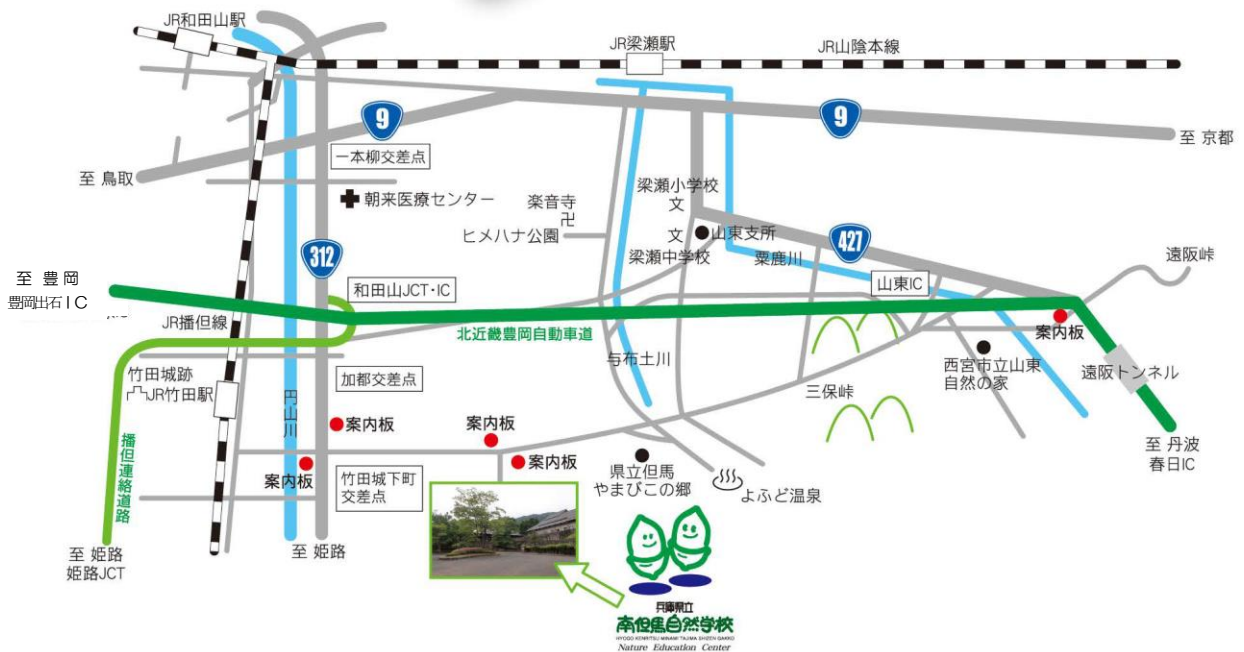 JR和田山駅
JR梁瀬駅
JR山陰本線
9
9
一本柳交差点
至 京都
至 鳥取
朝来医療センター
楽音寺
卍
ヒメハナ公園
梁瀬小学校
文
文
山東支所
梁瀬中学校
粟鹿川
427
遠阪峠
312
至 豊岡
豊岡出石IC
和田山JCT・IC
山東IC
JR播但線
北近畿豊岡自動車道
案内板
竹田城跡
JR竹田駅
加都交差点
与布土川
西宮市立山東
自然の家
遠阪トンネル
三保峠
円山川
案内板
案内板
案内板
案内板
竹田城下町
交差点
県立但馬
やまびこの郷
よふど温泉
至 丹波
春日IC
播但連絡道路
至 姫路
姫路JCT
至 姫路
兵庫県立
南但馬自然学校
HYOGO KENRITSU MINAMI TAJIMA SHIZEN GAKKO
Nature Education Center